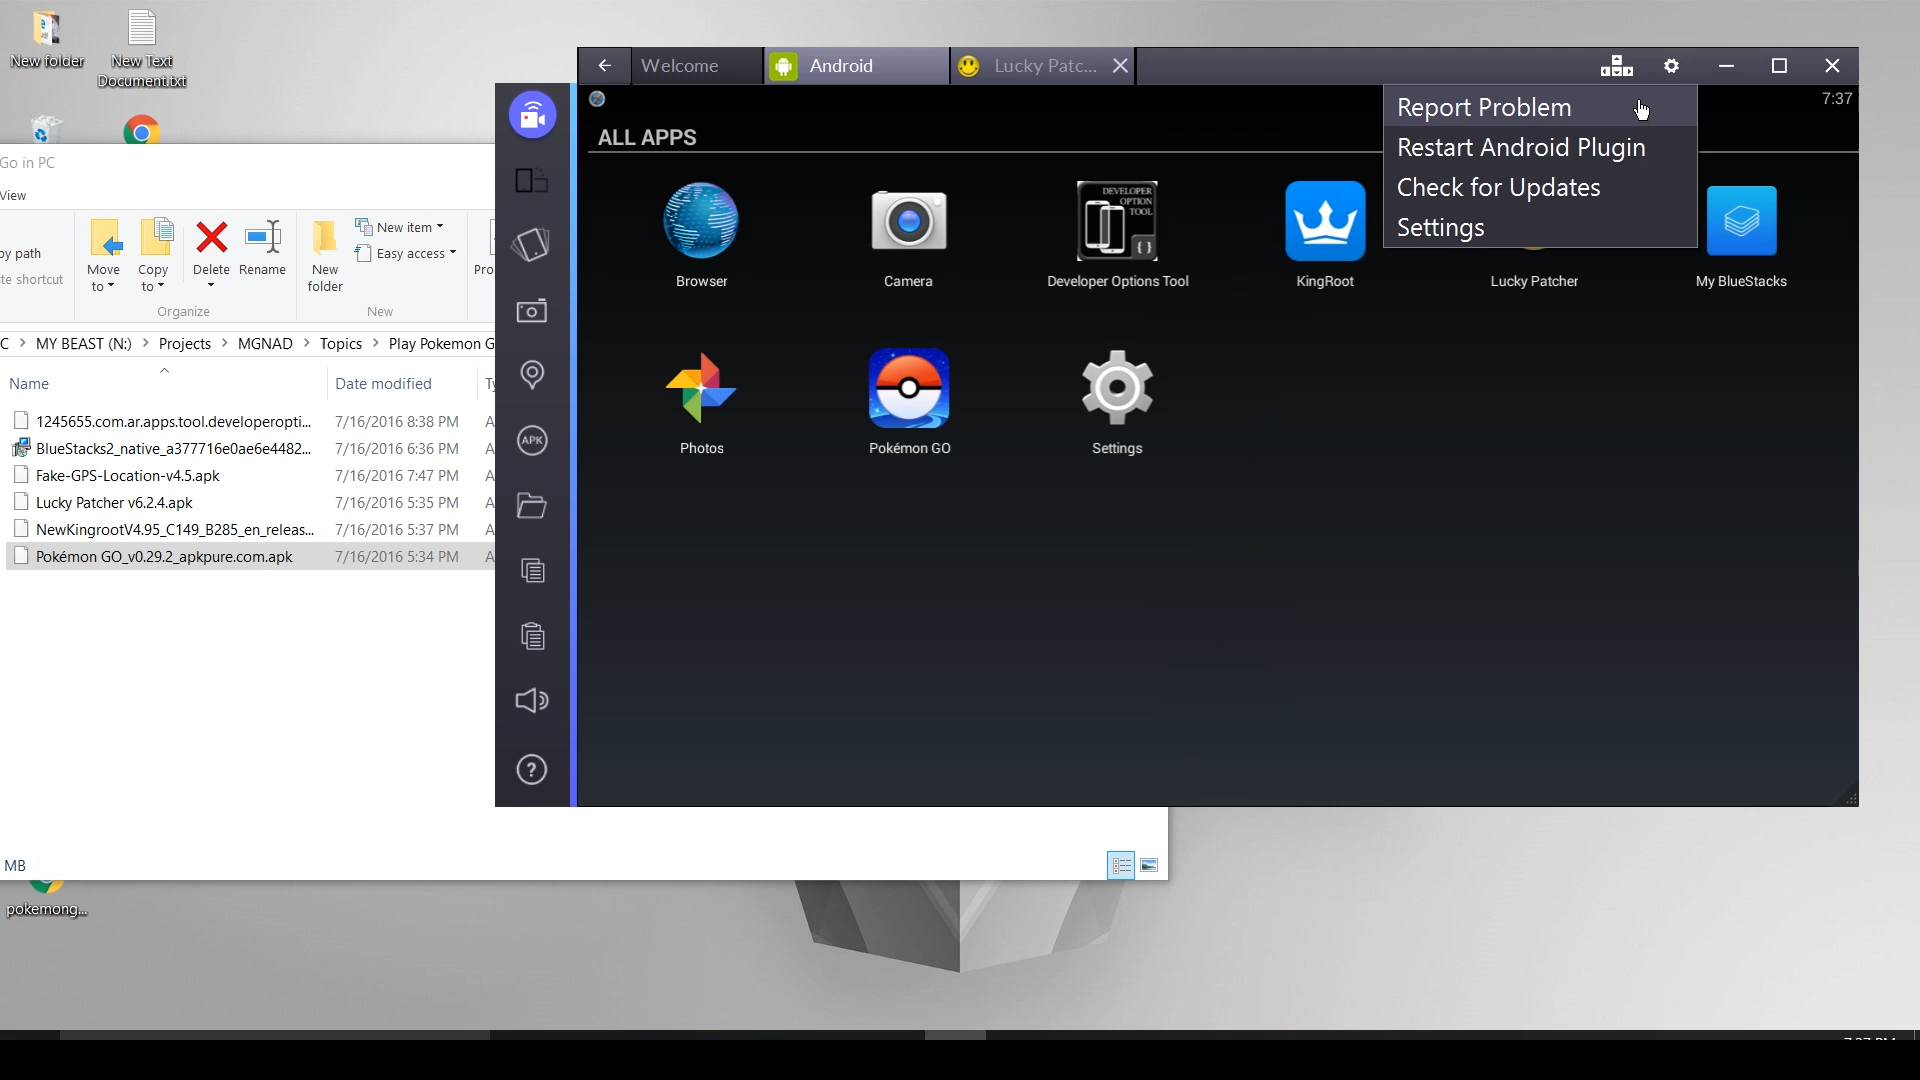 New folder
New Text
Document.txt
Go in PC
View
py path
te shortcut
Move
to
Copy
to
Delete
Rename
New
folder
New item
Easy access
Pro
Organize
New
C > MY BEAST (N:) > Projects > MGNAD > Topics > Play Pokemon G
Name
Date modified
Ty
1245655.com.ar.apps.tool.developeropti... 7/16/2016 8:38 PM A
BlueStacks2_native_a377716e0ae6e4482... 7/16/2016 6:36 PM A
Fake-GPS-Location-v4.5.apk 7/16/2016 7:47 PM A
Lucky Patcher v6.2.4.apk 7/16/2016 5:35 PM A
NewKingrootV4.95_C149_B285_en_releas... 7/16/2016 5:37 PM A
Pokémon GO_v0.29.2_apkpure.com.apk 7/16/2016 5:34 PM A
MB
pokemong...
Welcome
Android
Lucky Patc...
7:37
ALL APPS
Report Problem
Restart Android Plugin
Check for Updates
Settings
DEVELOPER
OPTION
TOOL
{ }
Browser
Camera
Developer Options Tool
KingRoot
Lucky Patcher
My BlueStacks
Photos
Pokémon GO
Settings
APK
?